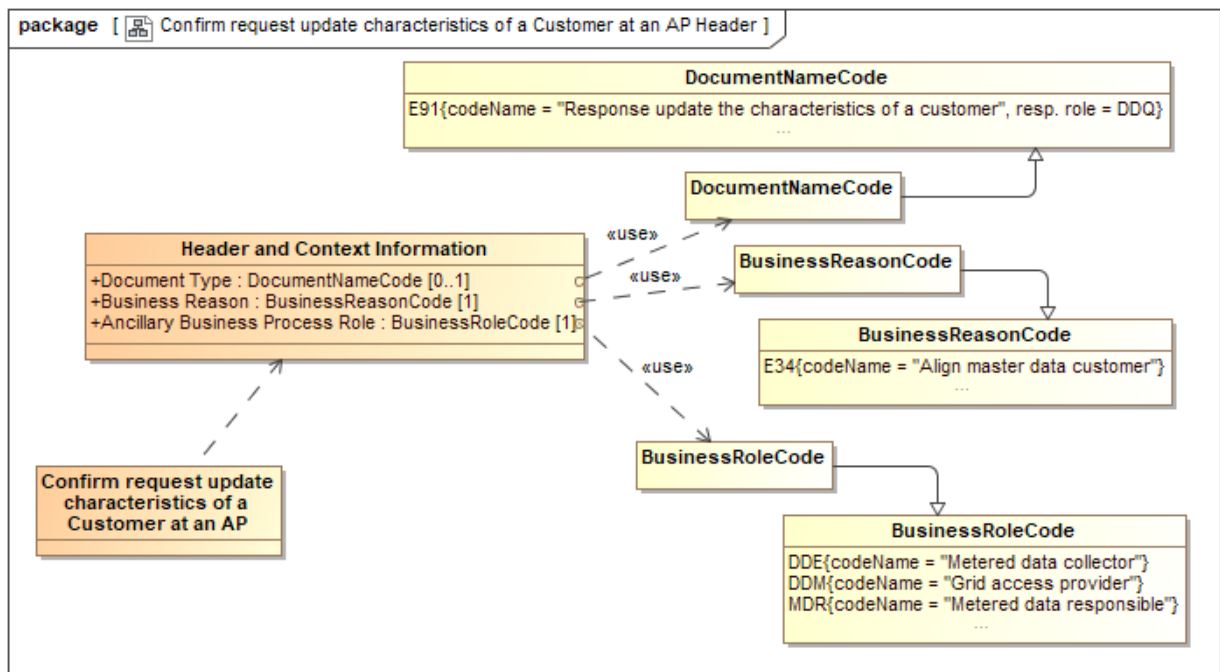 package [ Confirm request update characteristics of a Customer at an AP Header ]
DocumentNameCode
E91{codeName = "Response update the characteristics of a customer", resp. role = DDQ}
...
DocumentNameCode
«use»
Header and Context Information
+Document Type : DocumentNameCode [0..1]
+Business Reason : BusinessReasonCode [1]
+Ancillary Business Process Role : BusinessRoleCode [1]
«use»
BusinessReasonCode
BusinessReasonCode
E34{codeName = "Align master data customer"}
...
«use»
BusinessRoleCode
Confirm request update
characteristics of a
Customer at an AP
BusinessRoleCode
DDE{codeName = "Metered data collector"}
DDM{codeName = "Grid access provider"}
MDR{codeName = "Metered data responsible"}
...